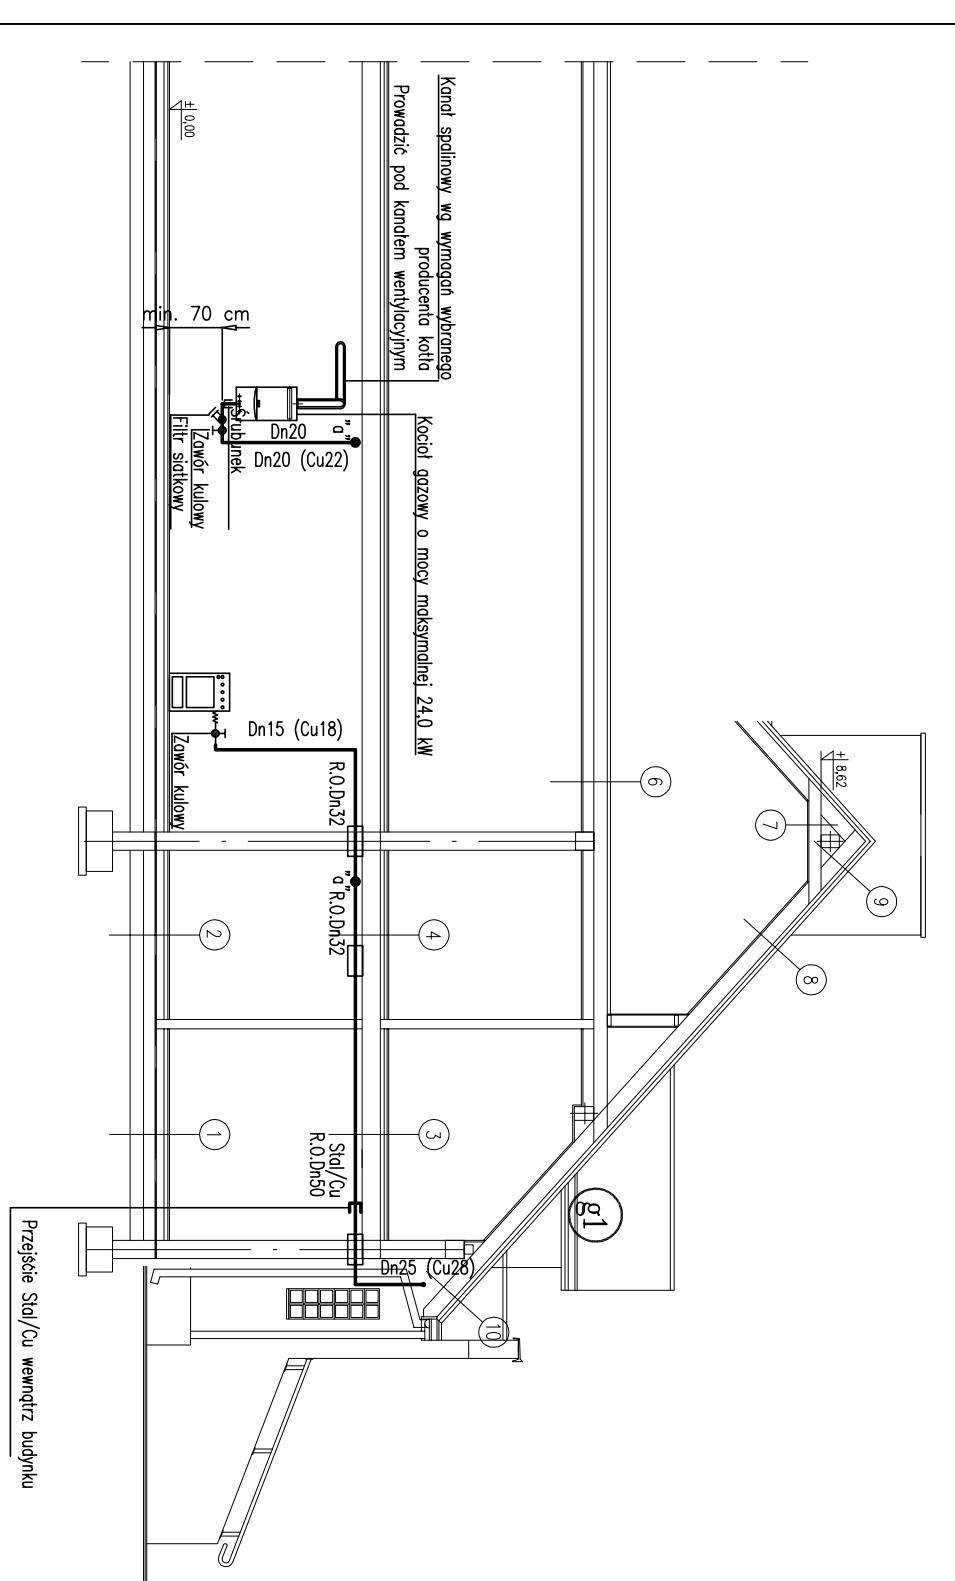 ± 0,00
Kanał spalinowy wg wymagań wybranego
producenta kotła
Prowadzić pod kanałem wentylacyjnym
min. 70 cm
Kocioł gazowy o mocy maksymalnej 24,0 kW
"a"
Dn20
Dn20 (Cu22)
Śrubunek
Zawór kulowy
Filtr siatkowy
Dn15 (Cu18)
Zawór kulowy
R.O.Dn32
"a"
R.O.Dn32
+ 8,62
6
7
9
8
2
4
1
3
Stal/Cu
R.O.Dn50
g1
Dn25 (Cu28)
10
Przejście Stal/Cu wewnątrz budynku